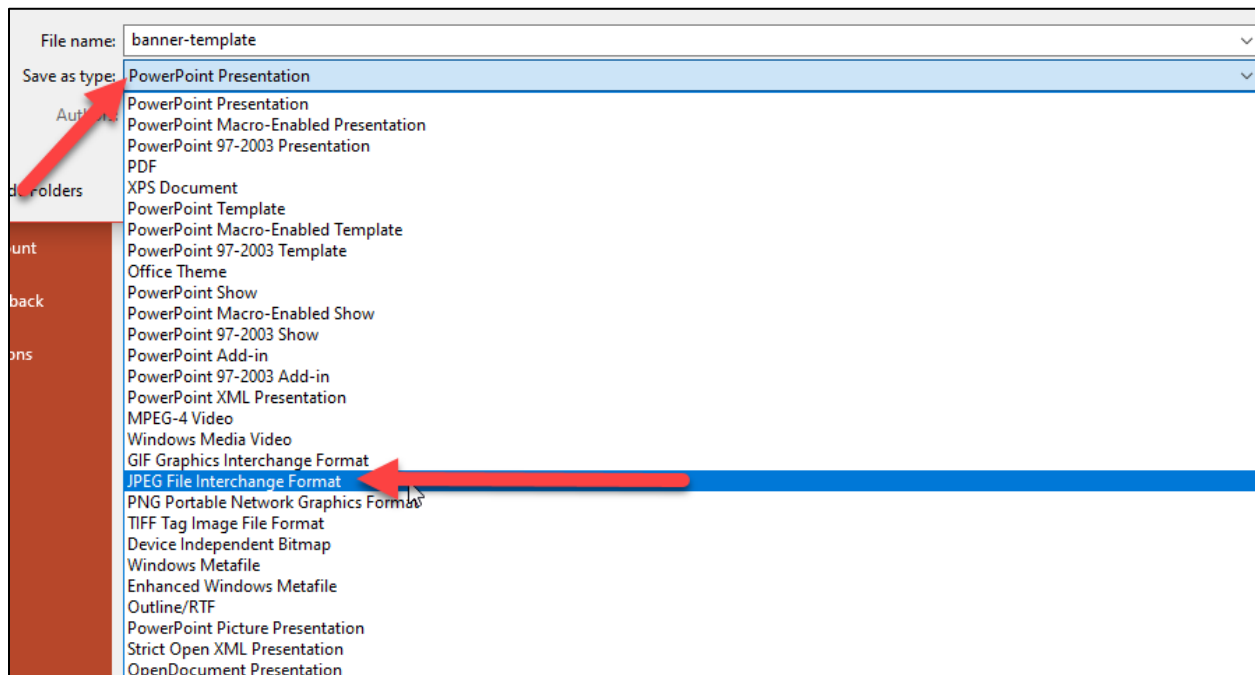 File name: banner-template
Save as type: PowerPoint Presentation
PowerPoint Presentation
PowerPoint Macro-Enabled Presentation
PowerPoint 97-2003 Presentation
PDF
XPS Document
Folders
PowerPoint Template
PowerPoint Macro-Enabled Template
PowerPoint 97-2003 Template
unt
Office Theme
PowerPoint Show
back
PowerPoint Macro-Enabled Show
PowerPoint 97-2003 Show
ons
PowerPoint Add-in
PowerPoint 97-2003 Add-in
PowerPoint XML Presentation
MPEG-4 Video
Windows Media Video
GIF Graphics Interchange Format
JPEG File Interchange Format
PNG Portable Network Graphics Format
TIFF Tag Image File Format
Device Independent Bitmap
Windows Metafile
Enhanced Windows Metafile
Outline/RTF
PowerPoint Picture Presentation
Strict Open XML Presentation
OpenDocument Presentation